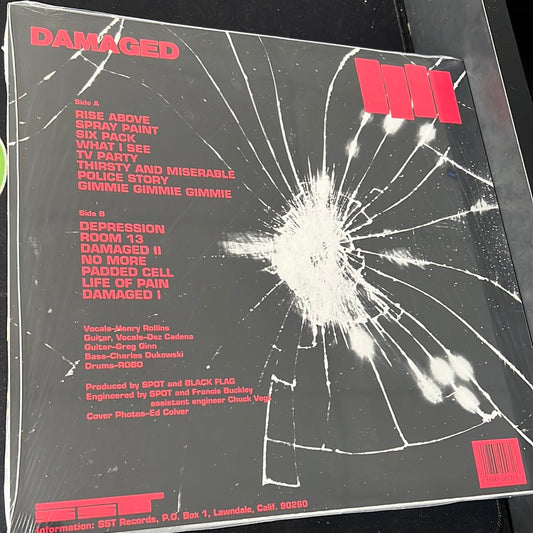 DAMAGED
Side A
RISE ABOVE
SPRAY PAINT
SIX PACK
WHAT I SEE
TV PARTY
THIRSTY AND MISERABLE
POLICE STORY
GIMMIE GIMMIE GIMMIE
Side B
DEPRESSION
ROOM 13
DAMAGED II
NO MORE
PADDED CELL
LIFE OF PAIN
DAMAGED I
Vocals-Henry Rollins
Guitar, Vocals-Dez Cadena
Guitar-Greg Ginn
Bass-Charles Dukowski
Drums-ROBO
Produced by SPOT and BLACK FLAG
Engineered by SPOT and Francis Buckley
assistant engineer Chuck Vogt
Cover Photos-Ed Colver
SST
Information: SST Records, P.O. Box 1, Lawndale, Calif. 90260